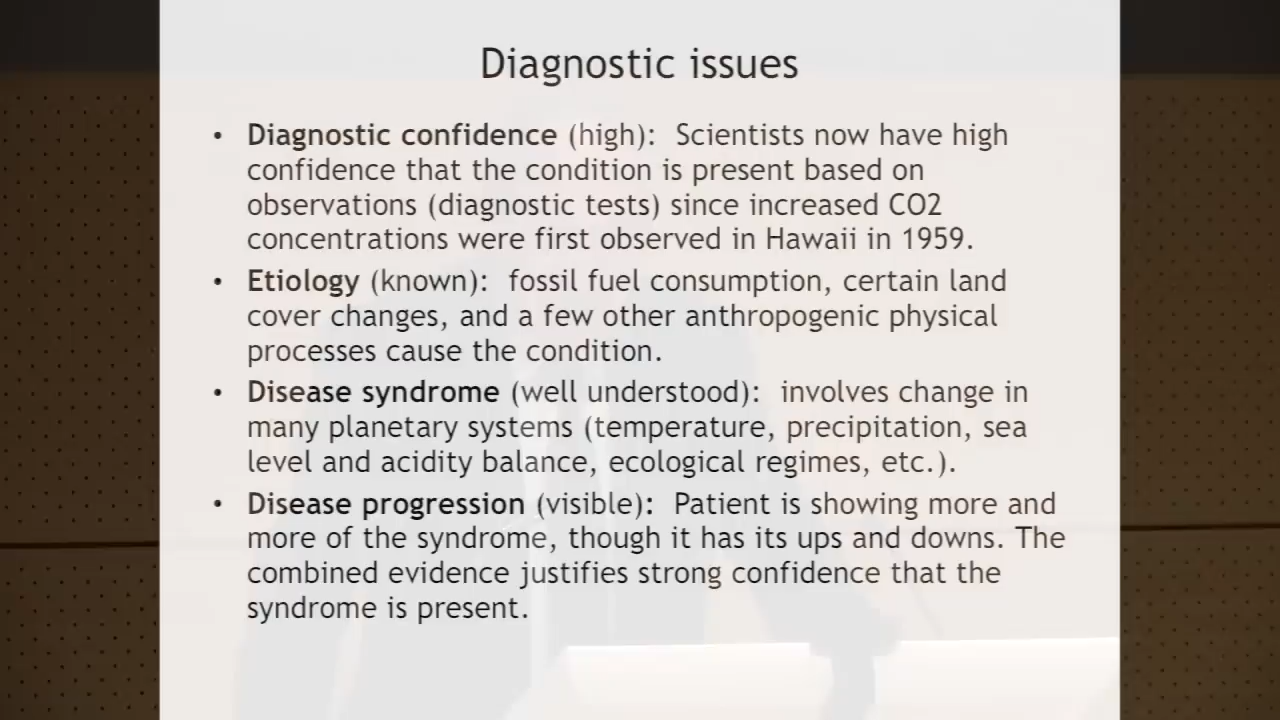 Diagnostic issues
• Diagnostic confidence (high): Scientists now have high
confidence that the condition is present based on
observations (diagnostic tests) since increased CO2
concentrations were first observed in Hawaii in 1959.
• Etiology (known): fossil fuel consumption, certain land
cover changes, and a few other anthropogenic physical
processes cause the condition.
• Disease syndrome (well understood): involves change in
many planetary systems (temperature, precipitation, sea
level and acidity balance, ecological regimes, etc.).
• Disease progression (visible): Patient is showing more and
more of the syndrome, though it has its ups and downs. The
combined evidence justifies strong confidence that the
syndrome is present.